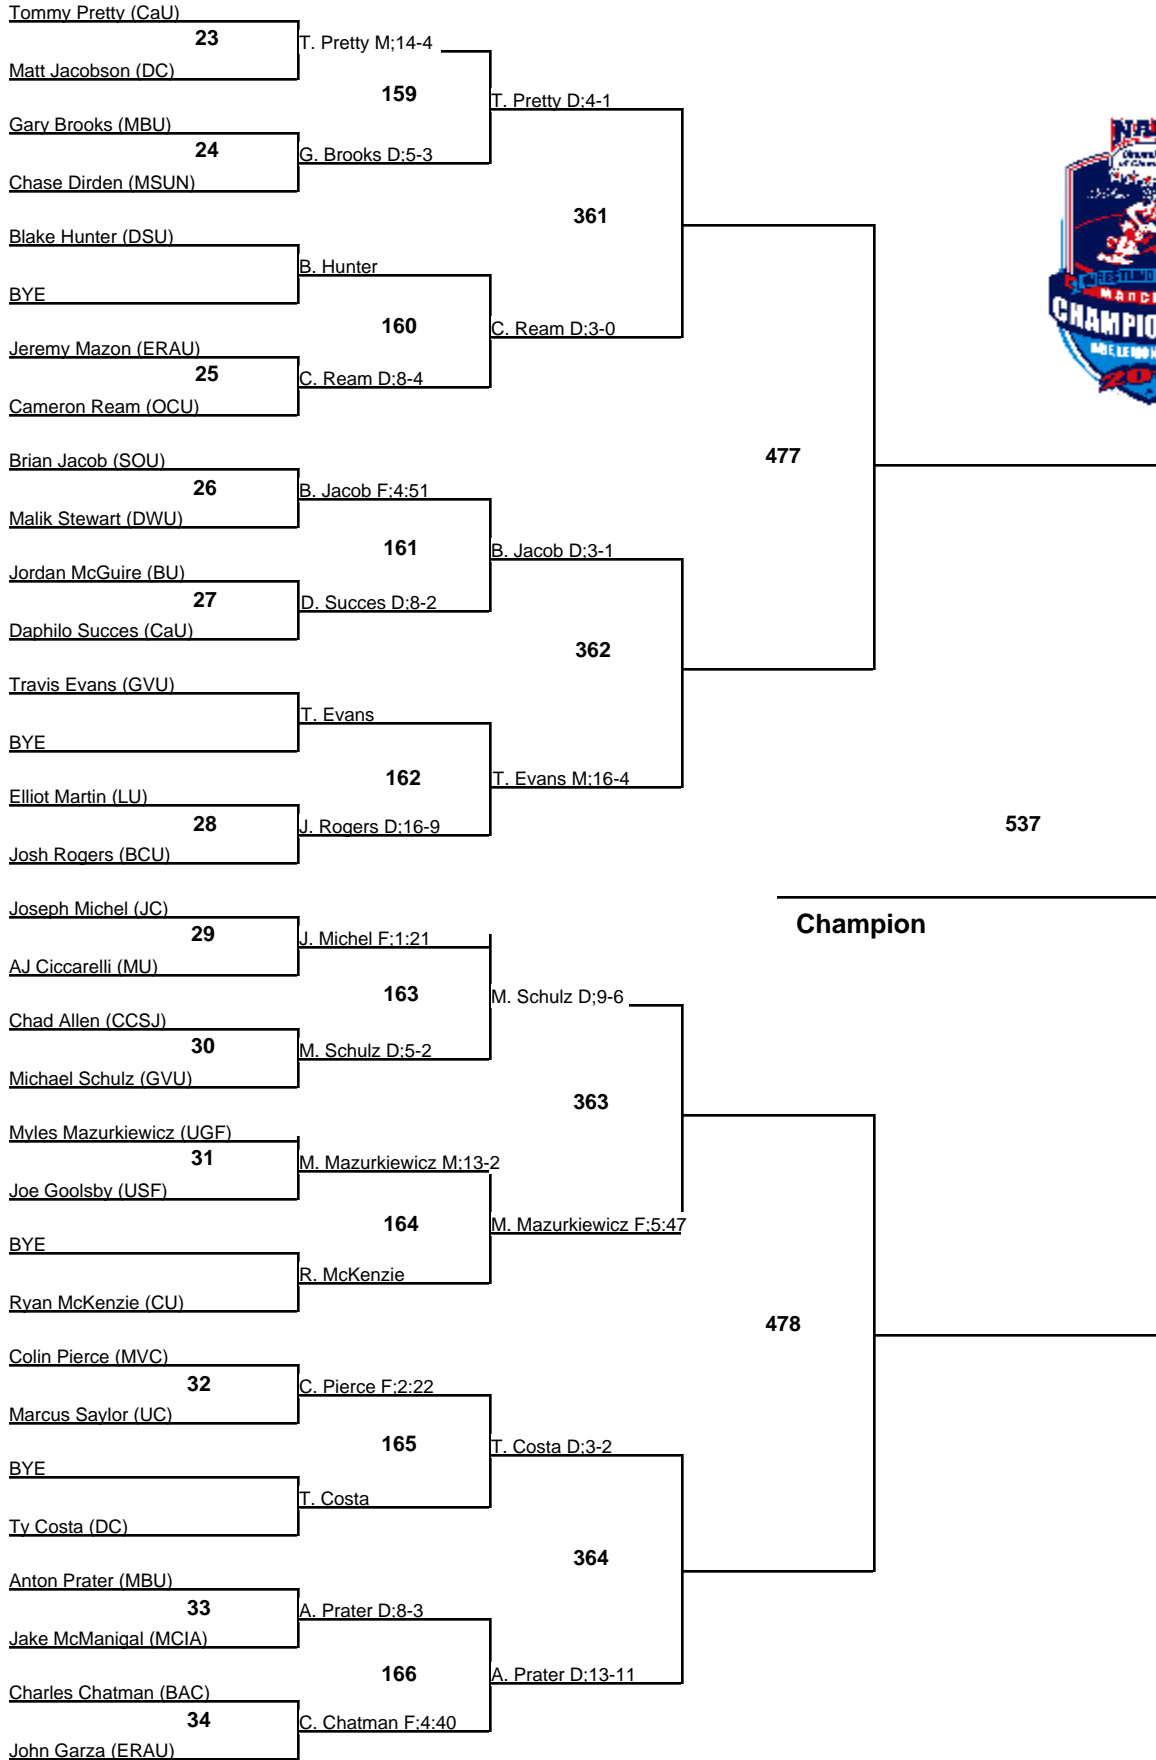 Tommy Pretty (CaU)
23
T. Pretty M;14-4
Matt Jacobson (DC)
159
T. Pretty D;4-1
Gary Brooks (MBU)
24
G. Brooks D;5-3
Chase Dirden (MSUN)
361
Blake Hunter (DSU)
B. Hunter
BYE
160
C. Ream D;3-0
Jeremy Mazon (ERAU)
25
C. Ream D;8-4
Cameron Ream (OCU)
477
Brian Jacob (SOU)
26
B. Jacob F;4:51
Malik Stewart (DWU)
161
B. Jacob D;3-1
Jordan McGuire (BU)
27
D. Succes D;8-2
Daphilo Succes (CaU)
362
Travis Evans (GVU)
T. Evans
BYE
162
T. Evans M;16-4
Elliot Martin (LU)
28
J. Rogers D;16-9
Josh Rogers (BCU)
537
Champion
Joseph Michel (JC)
29
J. Michel F;1:21
AJ Ciccarelli (MU)
163
M. Schulz D;9-6
Chad Allen (CCSJ)
30
M. Schulz D;5-2
Michael Schulz (GVU)
363
Myles Mazurkiewicz (UGF)
31
M. Mazurkiewicz M;13-2
Joe Goolsby (USF)
164
M. Mazurkiewicz F;5:47
BYE
R. McKenzie
Ryan McKenzie (CU)
478
Colin Pierce (MVC)
32
C. Pierce F;2:22
Marcus Saylor (UC)
165
T. Costa D;3-2
BYE
T. Costa
Ty Costa (DC)
364
Anton Prater (MBU)
33
A. Prater D;8-3
Jake McManigal (MCIA)
166
A. Prater D;13-11
Charles Chatman (BAC)
34
C. Chatman F;4:40
John Garza (ERAU)